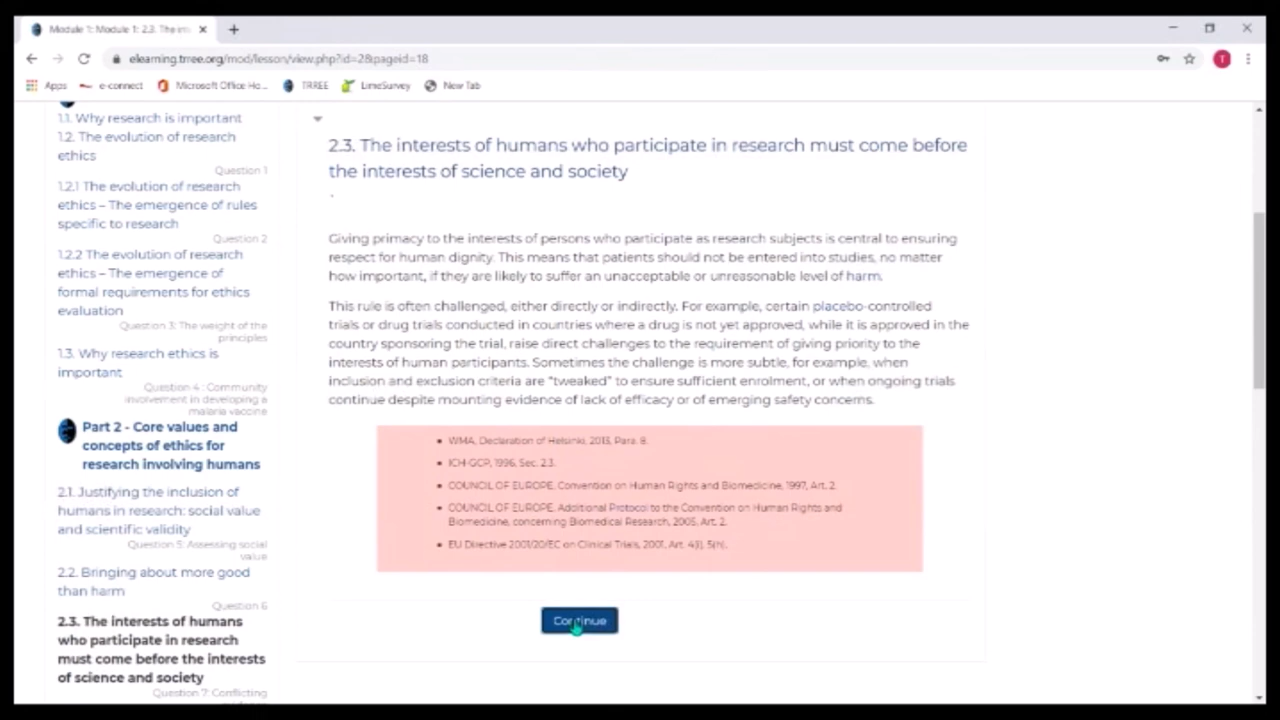 Module 1: Module 1: 2.3. The in
elearning.trree.org/mod/lesson/view.php?id=28&pageid=18
T
Apps
e-connect
Microsoft Office Ho...
TRREE
LimeSurvey
New Tab
1.1. Why research is important
1.2. The evolution of research
ethics
Question 1
1.2.1 The evolution of research
ethics – The emergence of rules
specific to research
Question 2
1.2.2 The evolution of research
ethics – The emergence of
formal requirements for ethics
evaluation
Question 3: The weight of the
principles
1.3. Why research ethics is
important
Question 4 : Community
involvement in developing a
malaria vaccine
Part 2 - Core values and
concepts of ethics for
research involving humans
2.1. Justifying the inclusion of
humans in research: social value
and scientific validity
Question 5: Assessing social
value
2.2. Bringing about more good
than harm
Question 6
2.3. The interests of humans
who participate in research
must come before the interests
of science and society
Question 7: Conflicting
2.3. The interests of humans who participate in research must come before
the interests of science and society
Giving primacy to the interests of persons who participate as research subjects is central to ensuring
respect for human dignity. This means that patients should not be entered into studies, no matter
how important, if they are likely to suffer an unacceptable or unreasonable level of harm.
This rule is often challenged, either directly or indirectly. For example, certain placebo-controlled
trials or drug trials conducted in countries where a drug is not yet approved, while it is approved in the
country sponsoring the trial, raise direct challenges to the requirement of giving priority to the
interests of human participants. Sometimes the challenge is more subtle, for example, when
inclusion and exclusion criteria are “tweaked” to ensure sufficient enrolment, or when ongoing trials
continue despite mounting evidence of lack of efficacy or of emerging safety concerns.
WMA, Declaration of Helsinki, 2013, Para. 8.
ICH-GCP, 1996, Sec. 2.3.
COUNCIL OF EUROPE, Convention on Human Rights and Biomedicine, 1997, Art. 2.
COUNCIL OF EUROPE, Additional Protocol to the Convention on Human Rights and
Biomedicine, concerning Biomedical Research, 2005, Art. 2.
EU Directive 2001/20/EC on Clinical Trials, 2001, Art. 4(i), 5(h).
Continue